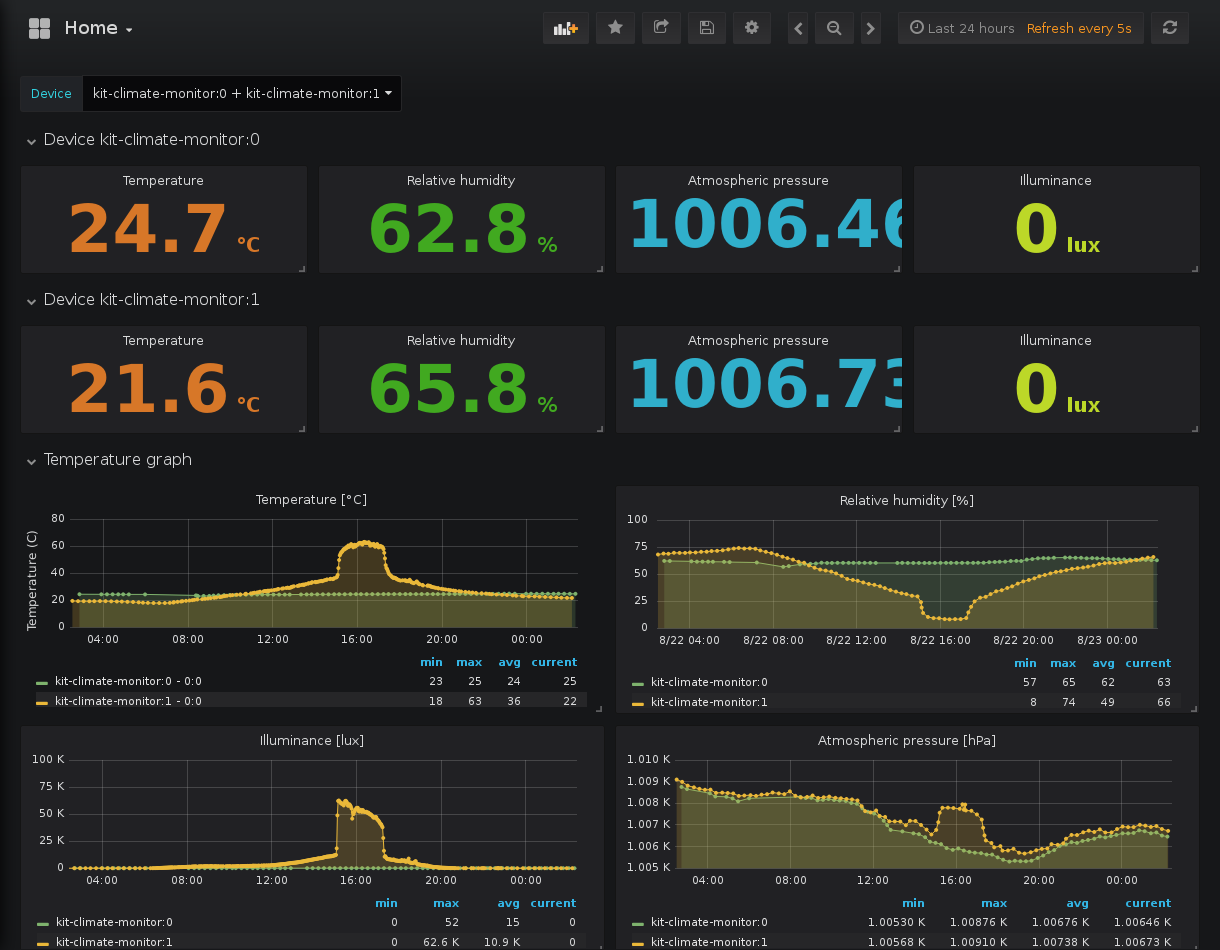 Home
Last 24 hours Refresh every 5s
Device kit-climate-monitor:0 + kit-climate-monitor:1
Device kit-climate-monitor:0
Temperature Relative humidity Atmospheric pressure Illuminance
24.7 °C 62.8 % 1006.46 0 lux
Device kit-climate-monitor:1
Temperature Relative humidity Atmospheric pressure Illuminance
21.6 °C 65.8 % 1006.73 0 lux
Temperature graph
Temperature [°C]
Temperature (C)
80
60
40
20
0
04:00 08:00 12:00 16:00 20:00 00:00
min max avg current
kit-climate-monitor:0 - 0:0 23 25 24 25
kit-climate-monitor:1 - 0:0 18 63 36 22
Relative humidity [%]
100
75
50
25
0
8/22 04:00 8/22 08:00 8/22 12:00 8/22 16:00 8/22 20:00 8/23 00:00
min max avg current
kit-climate-monitor:0 57 65 62 63
kit-climate-monitor:1 8 74 49 66
Illuminance [lux]
100 K
75 K
50 K
25 K
0
04:00 08:00 12:00 16:00 20:00 00:00
min max avg current
kit-climate-monitor:0 0 52 15 0
kit-climate-monitor:1 0 62.6 K 10.9 K 0
Atmospheric pressure [hPa]
1.010 K
1.009 K
1.008 K
1.007 K
1.006 K
1.005 K
04:00 08:00 12:00 16:00 20:00 00:00
min max avg current
kit-climate-monitor:0 1.00530 K 1.00876 K 1.00676 K 1.00646 K
kit-climate-monitor:1 1.00568 K 1.00910 K 1.00738 K 1.00673 K